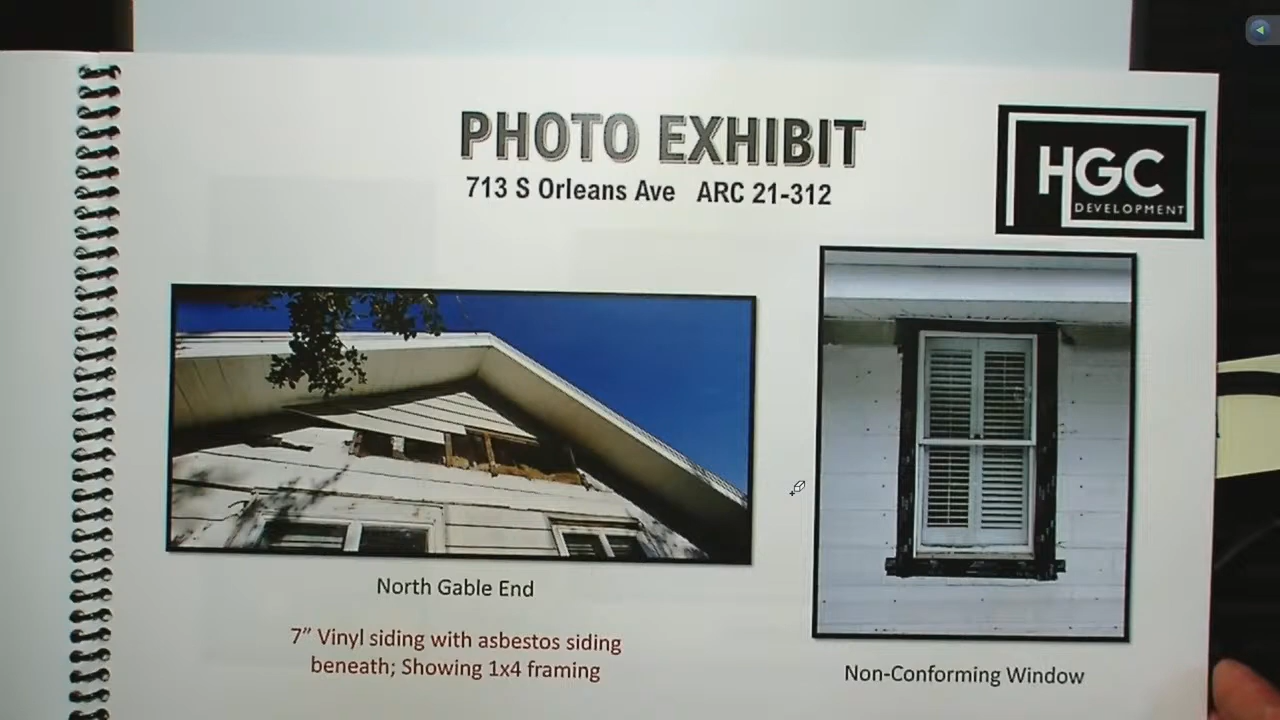 PHOTO EXHIBIT
713 S Orleans Ave ARC 21-312
HGC
DEVELOPMENT
North Gable End
7” Vinyl siding with asbestos siding
beneath; Showing 1x4 framing
Non-Conforming Window